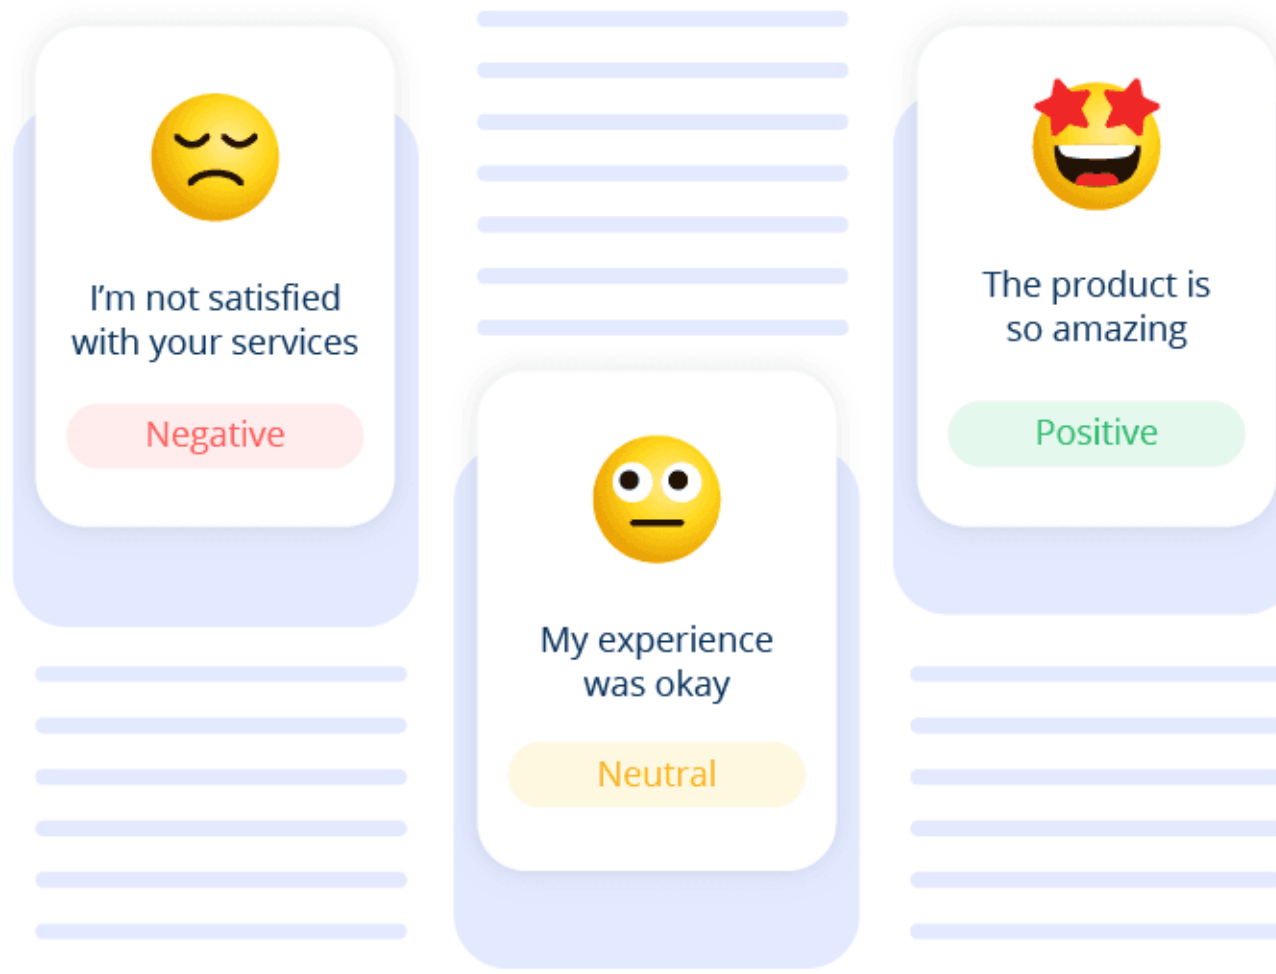 I’m not satisfied
with your services
Negative
My experience
was okay
Neutral
The product is
so amazing
Positive